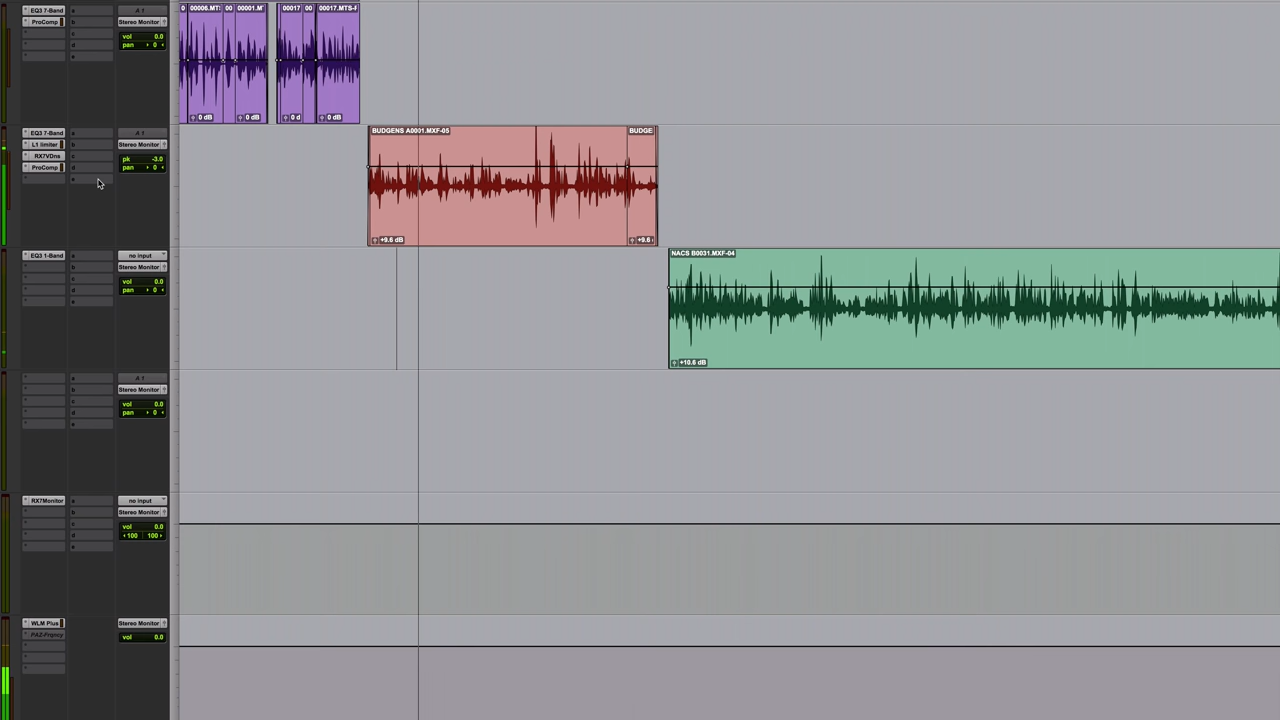 EQ3 7-Band a A 1 0 00006.MT 00 00001.M 00017 00 00017.MTS-F
ProComp b Stereo Monitor
c vol 0.0
d pan 0
e
0 dB 0 dB 0 d 0 dB
EQ3 7-Band a A 1 BUDGENS A0001.MXF-05 BUDGE
L1 limiter b Stereo Monitor
RX7VDns c pk -3.0
ProComp d pan 0
e
+9.6 dB +9.6
EQ3 1-Band a no input NACS B0031.MXF-04
b Stereo Monitor
c vol 0.0
d pan 0
e
+10.6 dB
a A 1
b Stereo Monitor
c vol 0.0
d pan 0
e
RX7Monitor a no input
b Stereo Monitor
c vol 0.0
d 100 100
e
WLM Plus Stereo Monitor
PAZ-Frqncy vol 0.0